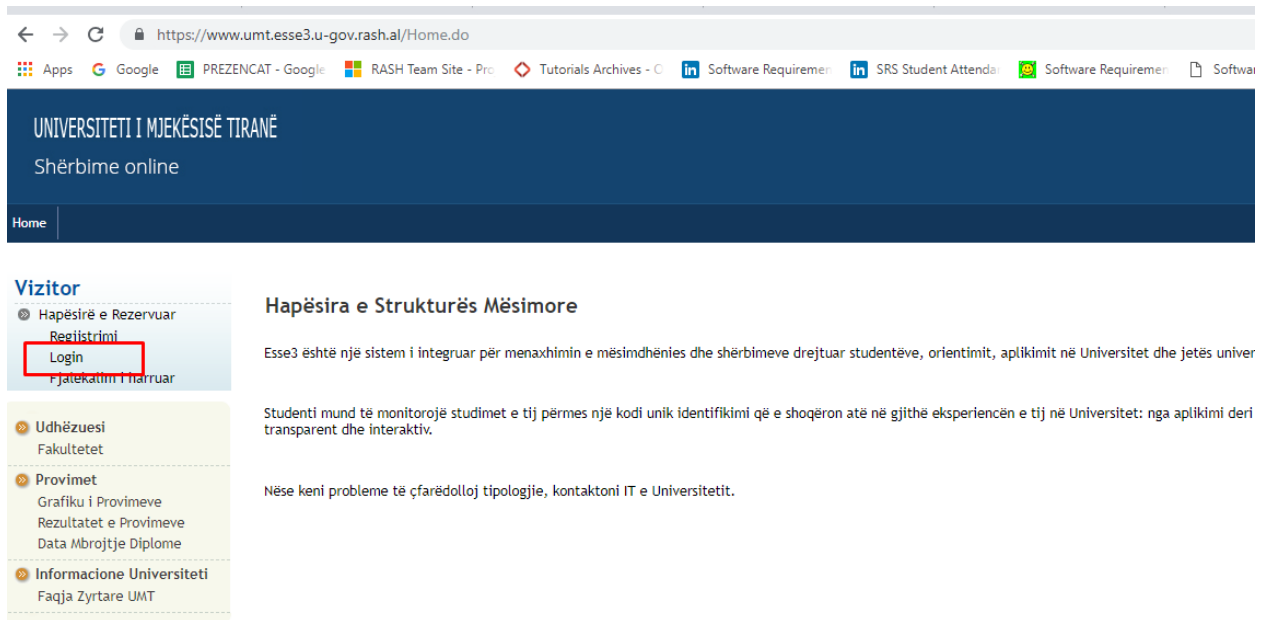 https://www.umt.esse3.u-gov.rash.al/Home.do
Apps Google PREZENCAT - Google RASH Team Site - Pro Tutorials Archives - O Software Requiremen SRS Student Attenda Software Requiremen Softwa
UNIVERSITETI I MJEKËSISË TIRANË
Shërbime online
Home
Vizitor
Hapësirë e Rezervuar
Regjistrimi
Login
Fjalëkalim i harruar
Udhëzuesi
Fakultetet
Provimet
Grafiku i Provimeve
Rezultatet e Provimeve
Data Mbrojtje Diplome
Informacione Universiteti
Faqja Zyrtare UMT
Hapësira e Strukturës Mësimore
Esse3 është një sistem i integruar për menaxhimin e mësimdhënies dhe shërbimeve drejtuar studentëve, orientimit, aplikimit në Universitet dhe jetës univer
Studenti mund të monitorojë studimet e tij përmes një kodi unik identifikimi që e shoqëron atë në gjithë eksperiencën e tij në Universitet: nga aplikimi deri
transparent dhe interaktiv.
Nëse keni probleme të çfarëdolloj tipologjie, kontaktoni IT e Universitetit.